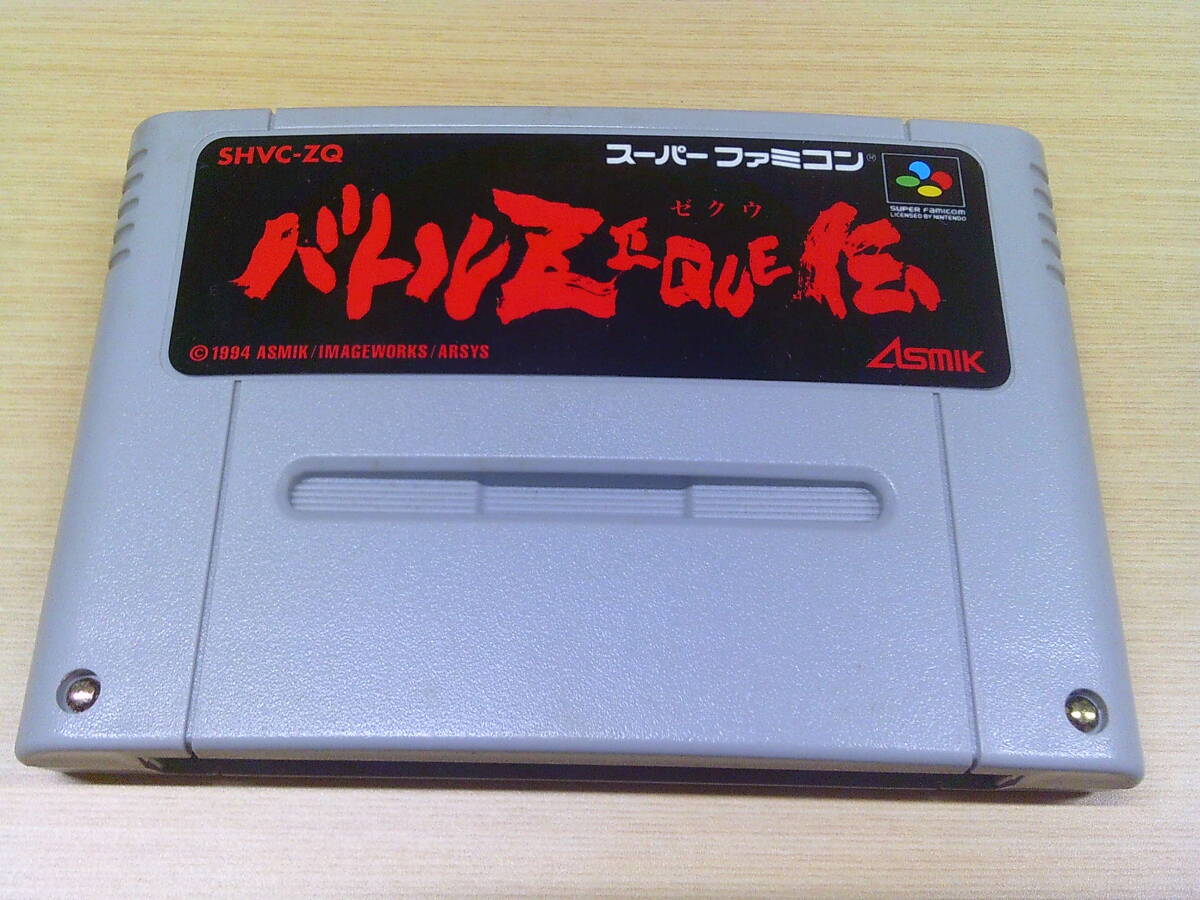 SHVC-ZQ
スーパーファミコン
SUPER FAMICOM
LICENSED BY NINTENDO
ゼクウ
バトルZEQUE伝
© 1994 ASMIK/IMAGEWORKS/ARSYS
ASMIK